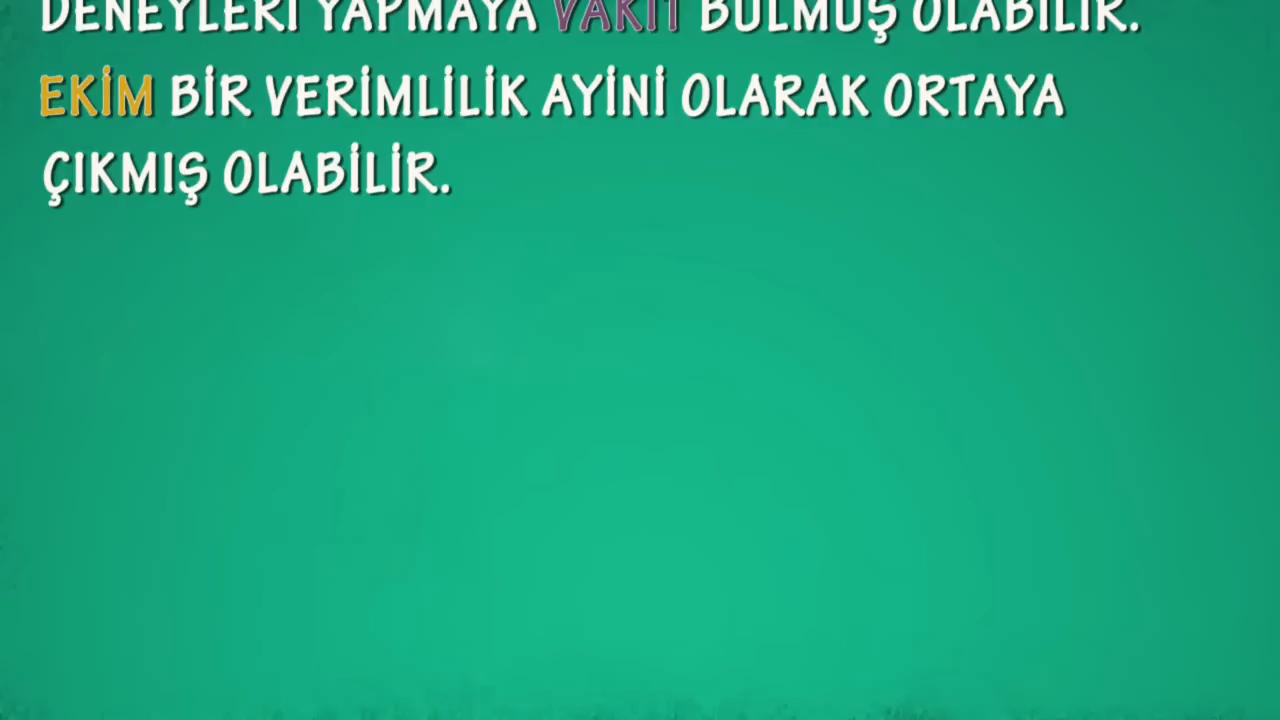 DENEYLERİ YAPMAYA VAKİT BULMUŞ OLABİLİR.
EKİM BİR VERİMLİLİK AYİNİ OLARAK ORTAYA
ÇIKMIŞ OLABİLİR.